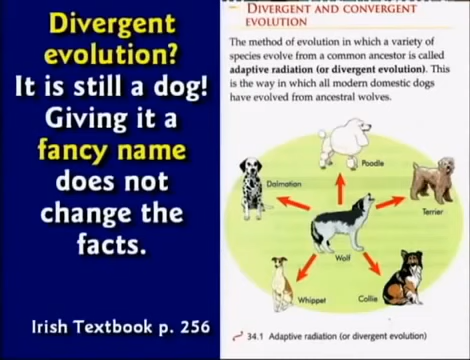 Divergent
evolution?
It is still a dog!
Giving it a
fancy name
does not
change the
facts.
Irish Textbook p. 256
DIVERGENT AND CONVERGENT
EVOLUTION
The method of evolution in which a variety of
species evolve from a common ancestor is called
adaptive radiation (or divergent evolution). This
is the way in which all modern domestic dogs
have evolved from ancestral wolves.
Poodle
Dalmation
Terrier
Wolf
Whippet
Collie
34.1 Adaptive radiation (or divergent evolution)